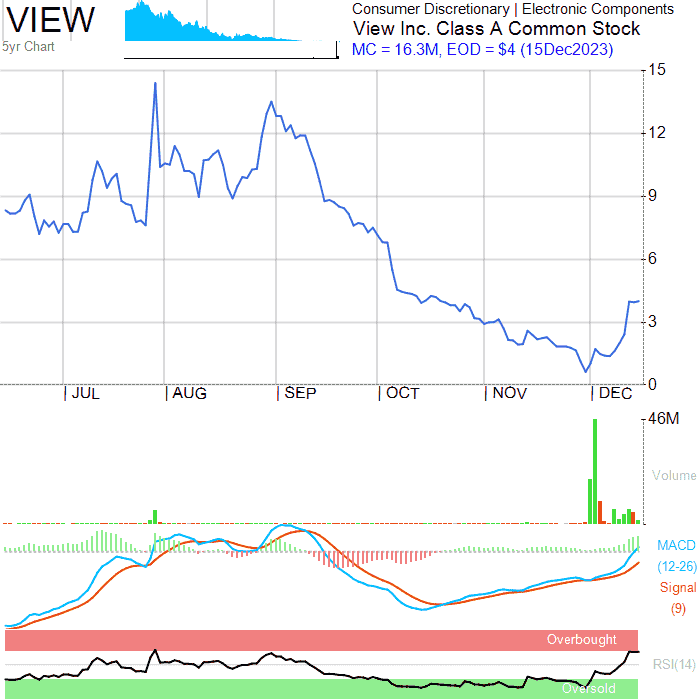 VIEW
5yr Chart
Consumer Discretionary | Electronic Components
View Inc. Class A Common Stock
MC = 16.3M, EOD = $4 (15Dec2023)
15
12
9
6
3
0
JUL
AUG
SEP
OCT
NOV
DEC
46M
Volume
MACD
(12-26)
Signal
(9)
Overbought
RSI(14)
Oversold